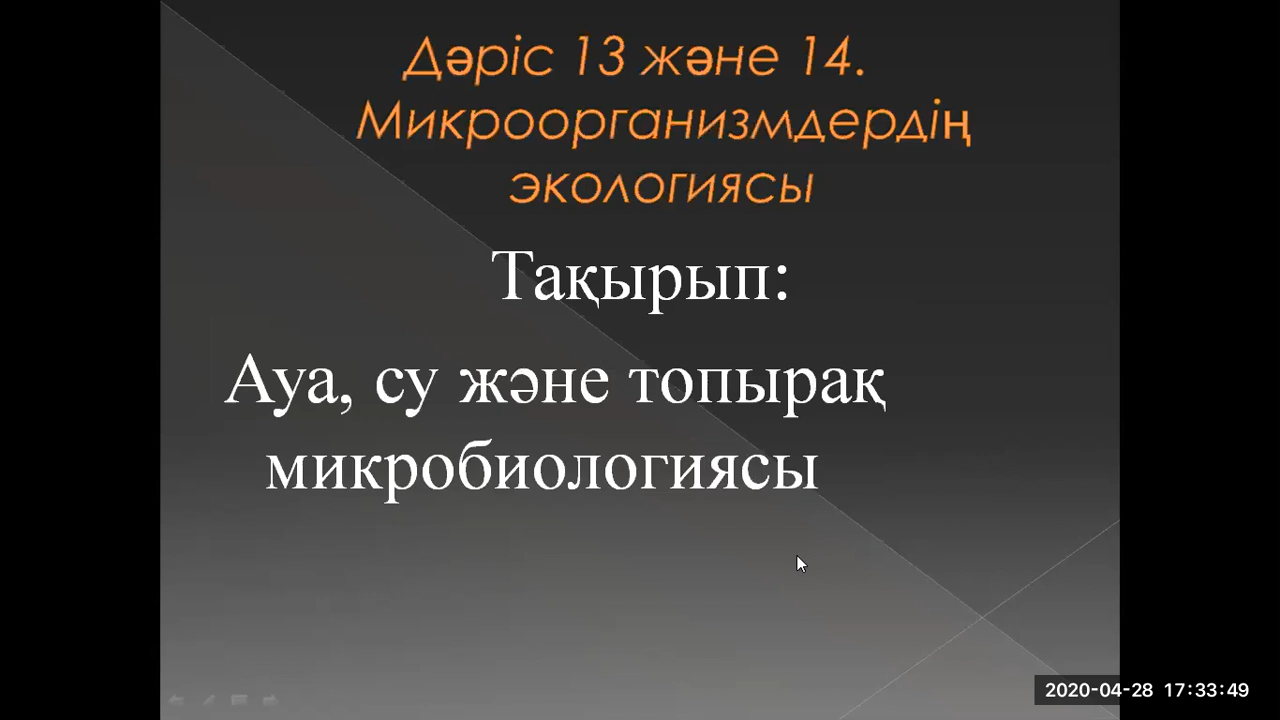 Дәріс 13 және 14.
Микроорганизмдердің
экологиясы
Тақырып:
Ауа, су және топырақ
микробиологиясы
2020-04-28 17:33:49